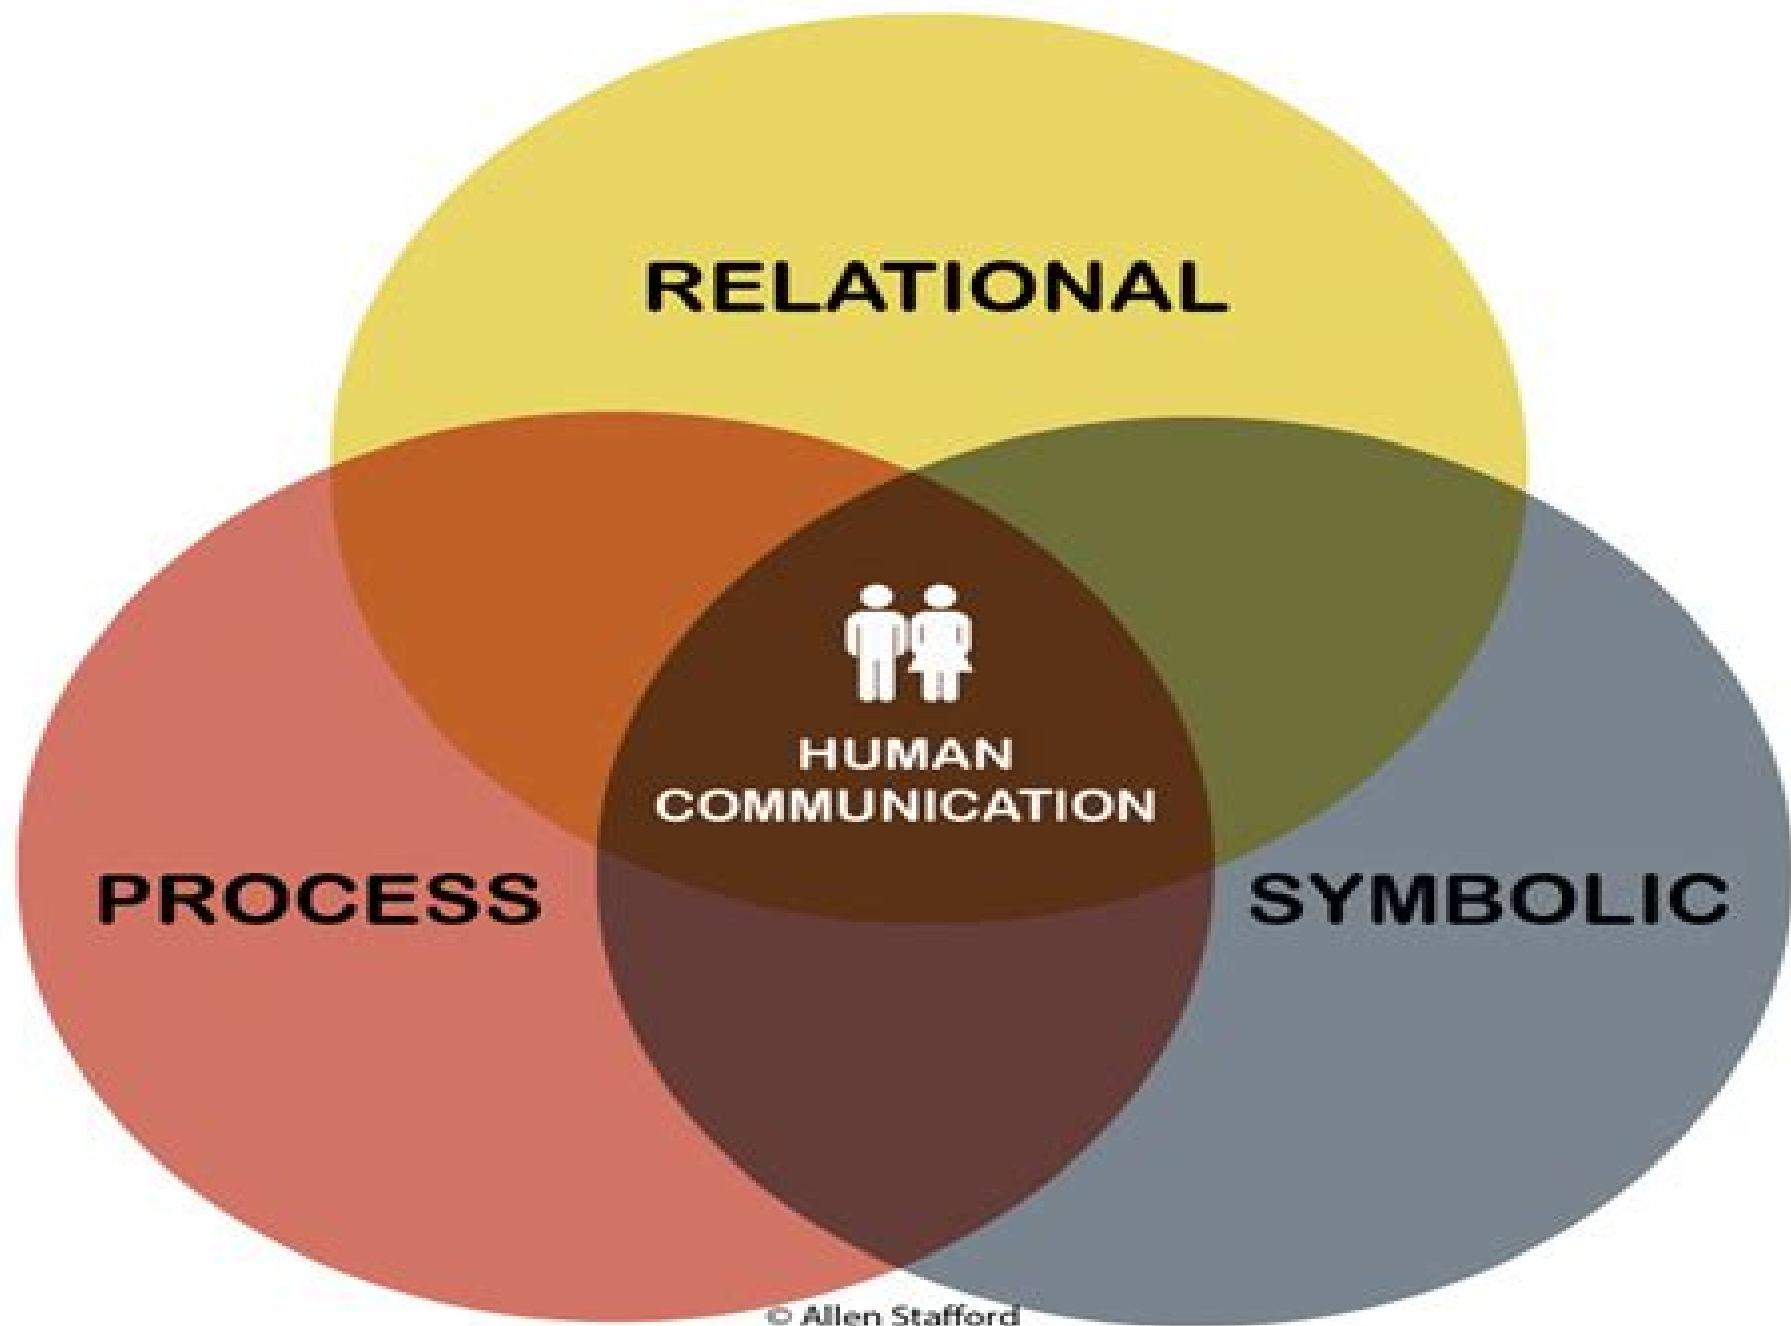 RELATIONAL
HUMAN
COMMUNICATION
PROCESS
SYMBOLIC
© Allen Stafford